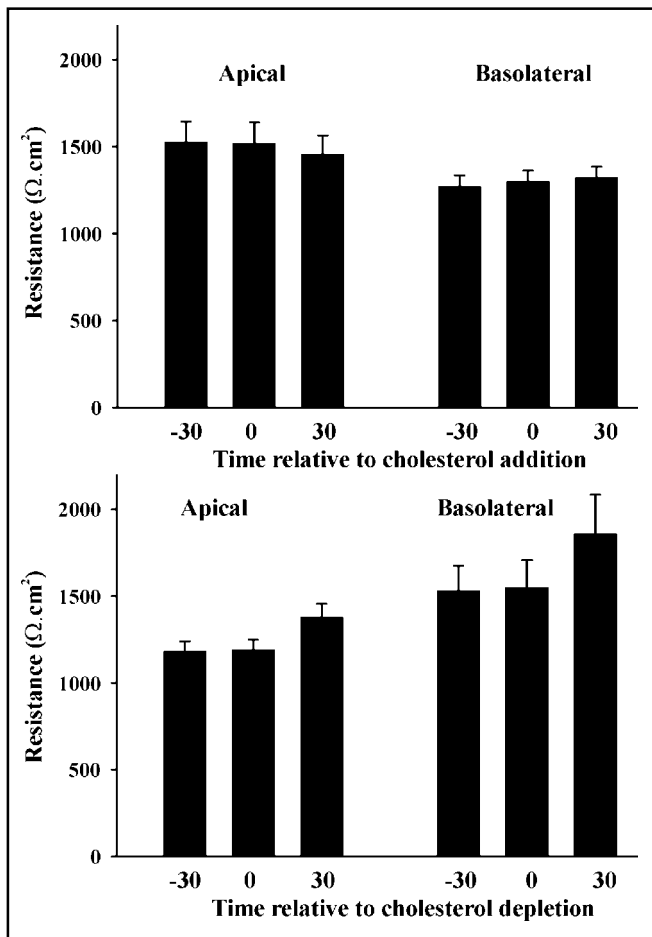 2000
Apical
Basolateral
1500
1000
500
0
Resistance (Ω.cm²)
-30 0 30 -30 0 30
Time relative to cholesterol addition
2000
Apical
Basolateral
1500
1000
500
0
Resistance (Ω.cm²)
-30 0 30 -30 0 30
Time relative to cholesterol depletion